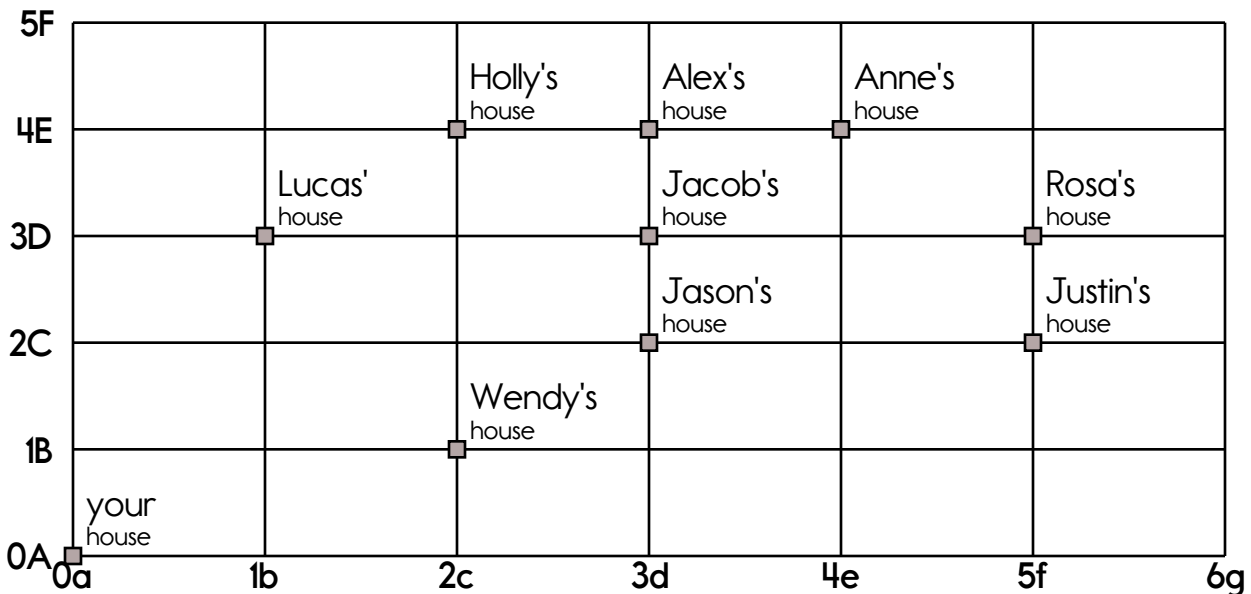 5F
Holly's
house
Alex's
house
Anne's
house
4E
Lucas'
house
Jacob's
house
Rosa's
house
3D
Jason's
house
Justin's
house
2C
Wendy's
house
1B
your
house
0A
0a 1b 2c 3d 4e 5f 6g